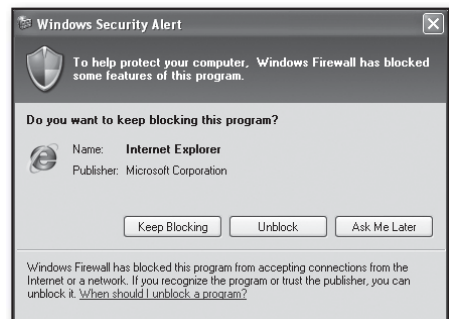 Windows Security Alert
To help protect your computer, Windows Firewall has blocked
some features of this program.
Do you want to keep blocking this program?
Name: Internet Explorer
Publisher: Microsoft Corporation
Keep Blocking Unblock Ask Me Later
Windows Firewall has blocked this program from accepting connections from the
Internet or a network. If you recognize the program or trust the publisher, you can
unblock it. When should I unblock a program?